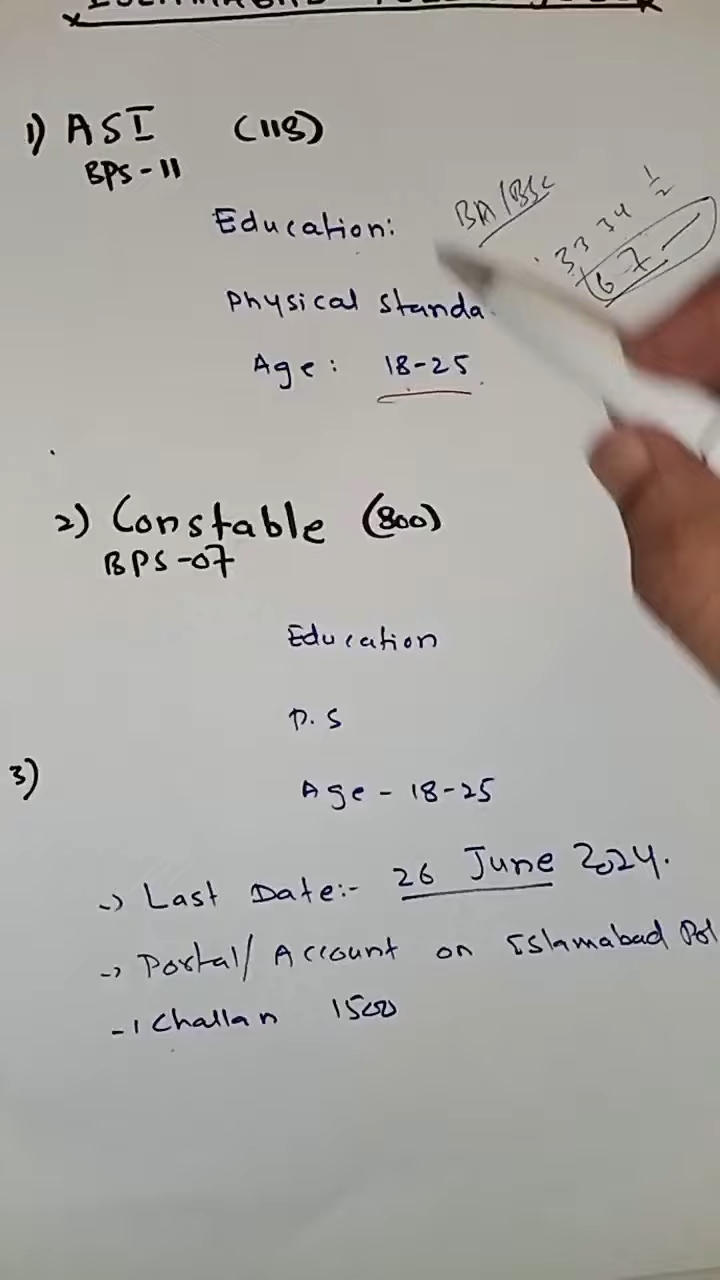 1) ASI (118)
BPS-11
Education: BA/BSc
33 34 1/2
67
Physical Standa
Age: 18-25
2) Constable (800)
BPS-07
Education
P.S
3)
Age - 18-25
-> Last Date:- 26 June 2024.
-> Portal/ Account on Islamabad Pol
-1 Challan 1500